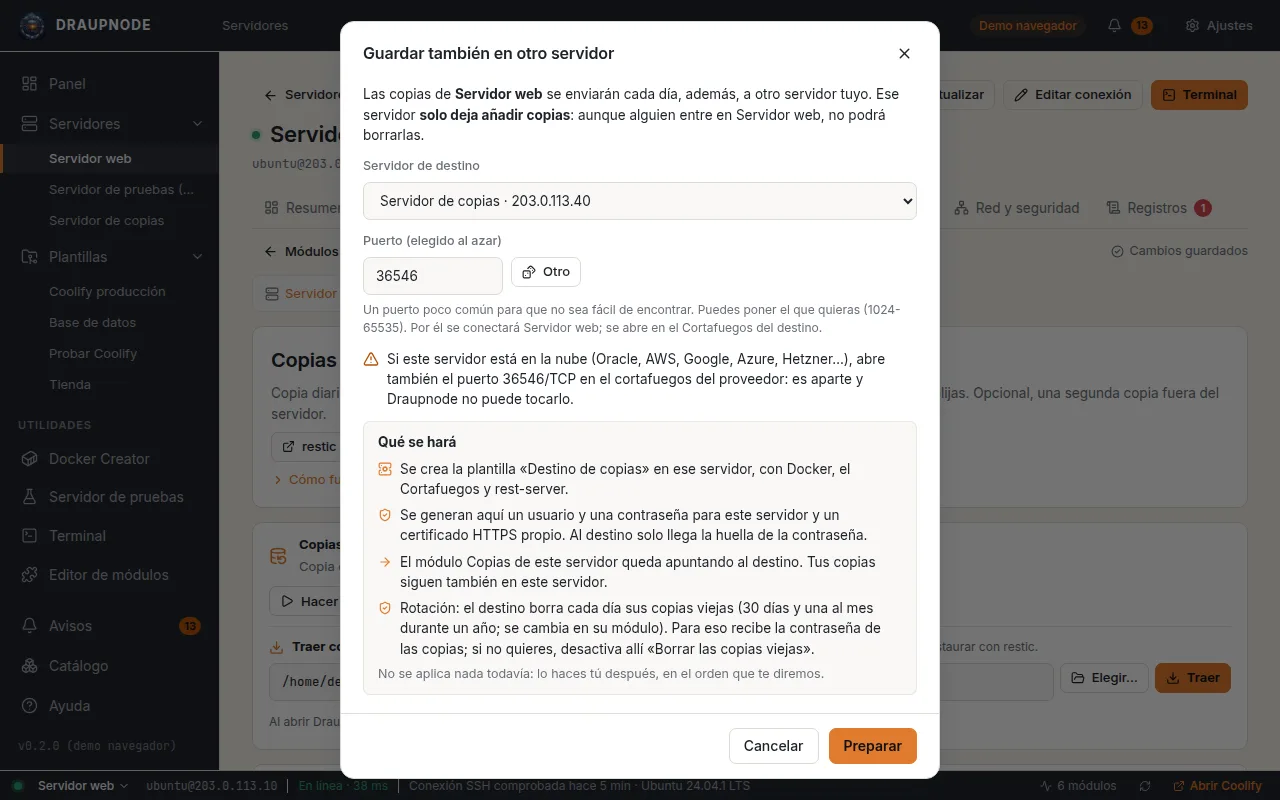 DRAUPNODE
Servidores
Demo navegador
13
Ajustes
Panel
Servidores
Servidor web
Servidor de pruebas (...
Servidor de copias
Plantillas
Coolify producción
Base de datos
Probar Coolify
Tienda
UTILIDADES
Docker Creator
Servidor de pruebas
Terminal
Editor de módulos
Avisos
13
Catálogo
Ayuda
v0.2.0 (demo navegador)
Editar conexión
Terminal
Red y seguridad
Registros
1
Módulos
Cambios guardados
Servidor
Copias
servidor.
restic
Hacer
staurar con restic.
Elegir...
Traer
Guardar también en otro servidor
Las copias de Servidor web se enviarán cada día, además, a otro servidor tuyo. Ese
servidor solo deja añadir copias: aunque alguien entre en Servidor web, no podrá
borrarlas.
Servidor de destino
Servidor de copias · 203.0.113.40
Puerto (elegido al azar)
36546
Otro
Un puerto poco común para que no sea fácil de encontrar. Puedes poner el que quieras (1024-
65535). Por él se conectará Servidor web; se abre en el Cortafuegos del destino.
Si este servidor está en la nube (Oracle, AWS, Google, Azure, Hetzner...), abre
también el puerto 36546/TCP en el cortafuegos del proveedor: es aparte y
Draupnode no puede tocarlo.
Qué se hará
Se crea la plantilla «Destino de copias» en ese servidor, con Docker, el
Cortafuegos y rest-server.
Se generan aquí un usuario y una contraseña para este servidor y un
certificado HTTPS propio. Al destino solo llega la huella de la contraseña.
El módulo Copias de este servidor queda apuntando al destino. Tus copias
siguen también en este servidor.
Rotación: el destino borra cada día sus copias viejas (30 días y una al mes
durante un año; se cambia en su módulo). Para eso recibe la contraseña de
las copias; si no quieres, desactiva allí «Borrar las copias viejas».
No se aplica nada todavía: lo haces tú después, en el orden que te diremos.
Cancelar
Preparar
Servidor web
ubuntu@203.0.113.10
En línea · 38 ms
Conexión SSH comprobada hace 5 min · Ubuntu 24.04.1 LTS
6 módulos
Abrir Coolify